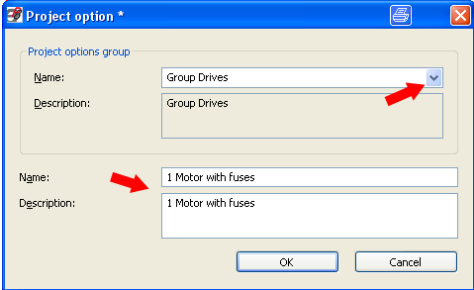 Project option *
Project options group
Name: Group Drives
Description: Group Drives
Name: 1 Motor with fuses
Description: 1 Motor with fuses
OK Cancel